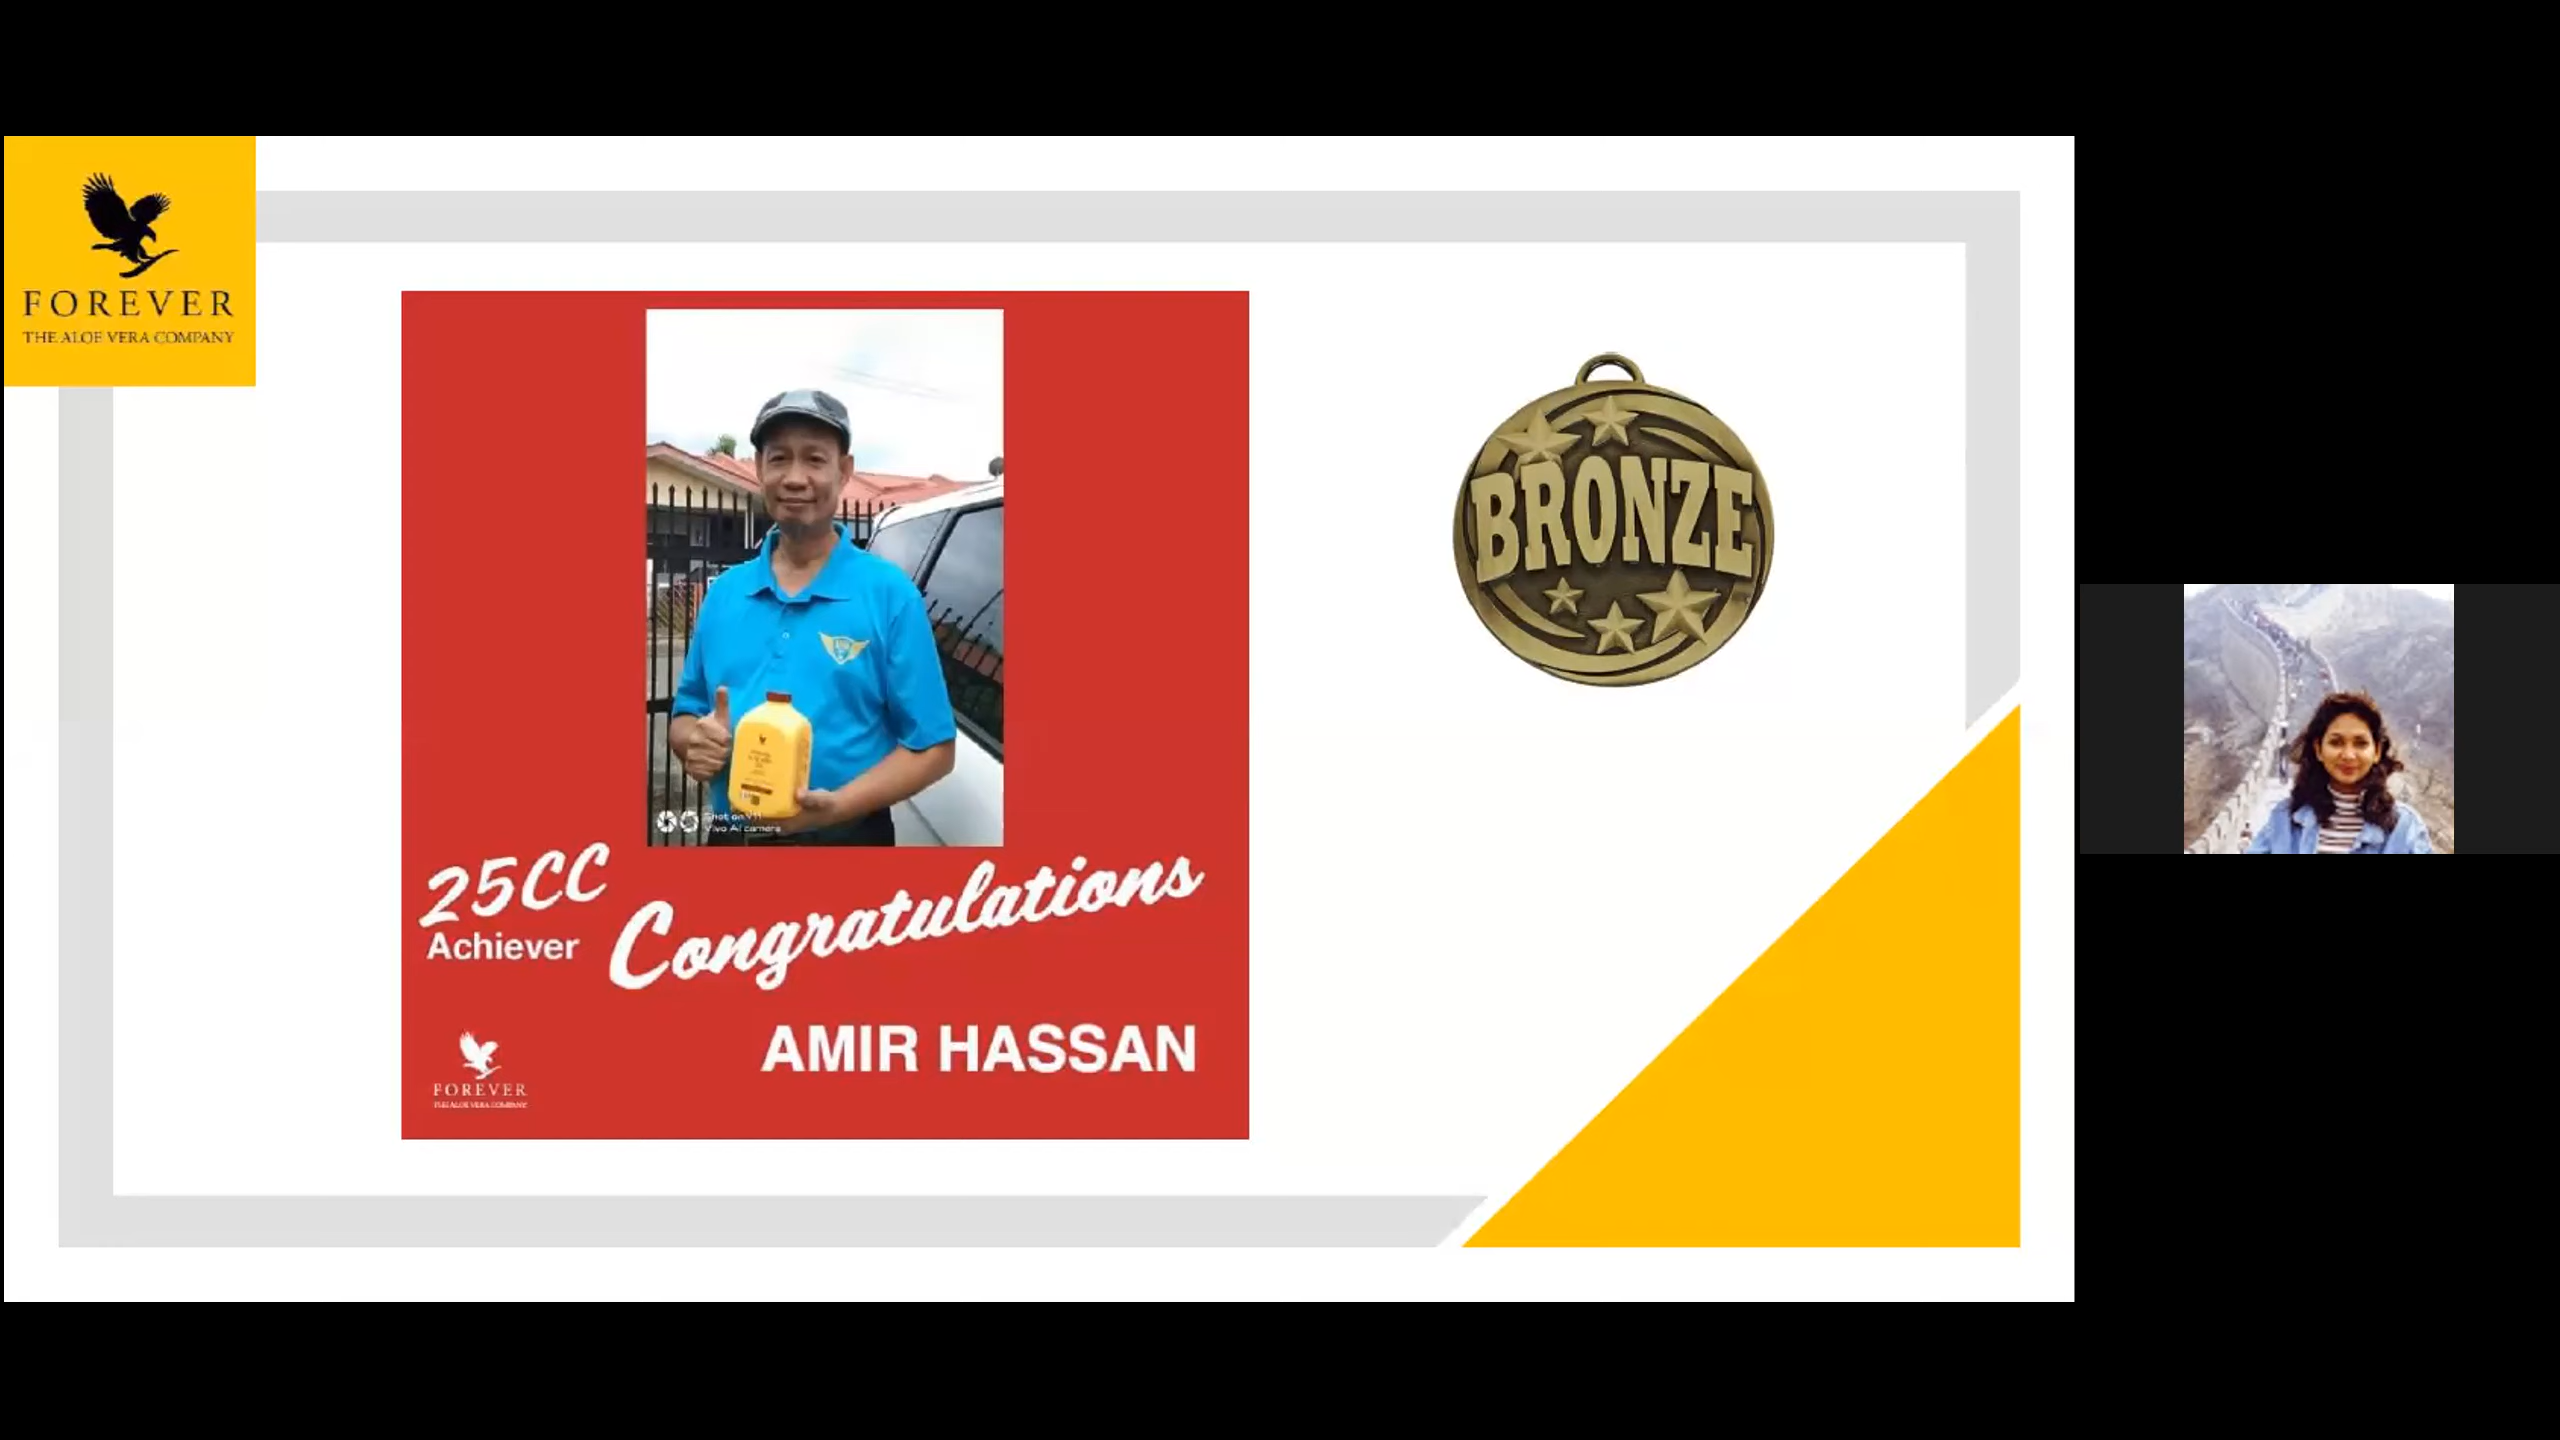 FOREVER
THE ALOE VERA COMPANY
BRONZE
Shot on Y11
Vivo AI camera
25CC
Achiever
Congratulations
AMIR HASSAN
FOREVER
THE ALOE VERA COMPANY